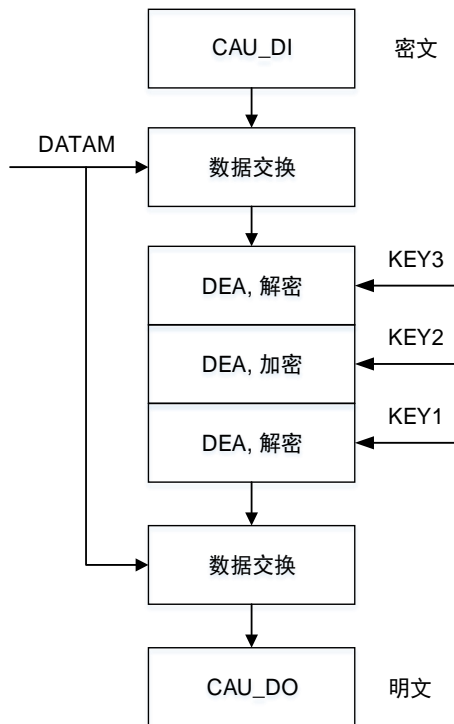 CAU_DI
密文
DATAM
数据交换
KEY3
DEA, 解密
KEY2
DEA, 加密
KEY1
DEA, 解密
数据交换
CAU_DO
明文